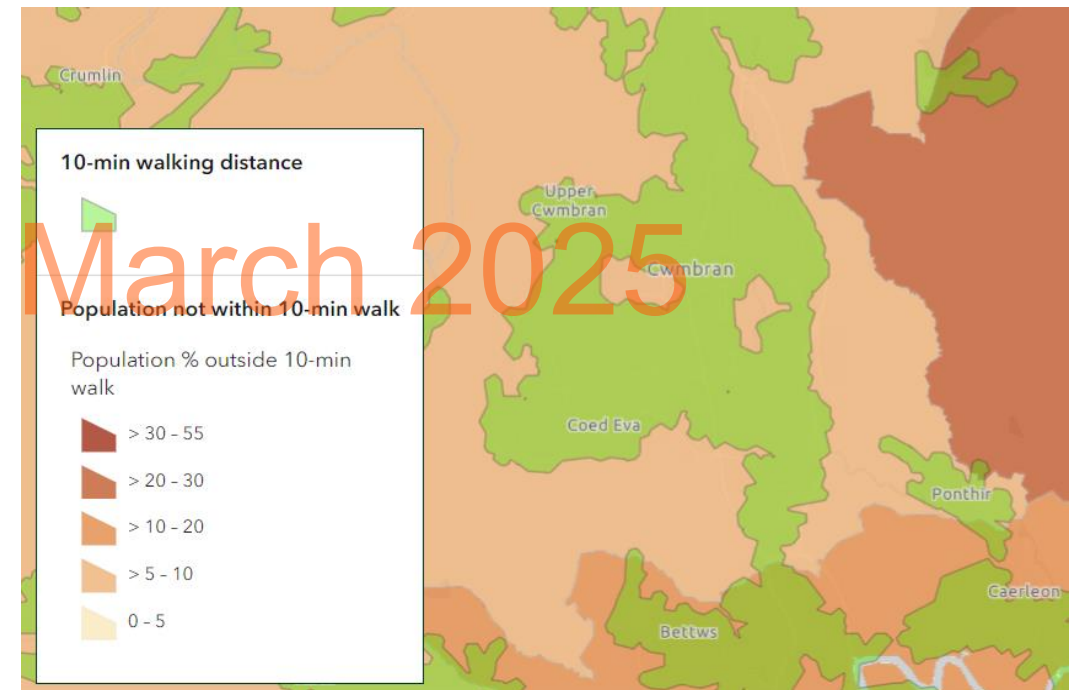 Crumlin
10-min walking distance
Upper
Cwmbran
March 2025
Cwmbran
Population not within 10-min walk
Population % outside 10-min
walk
> 30 - 55
Coed Eva
> 20 - 30
Ponthir
> 10 - 20
> 5 - 10
Caerleon
0 - 5
Bettws